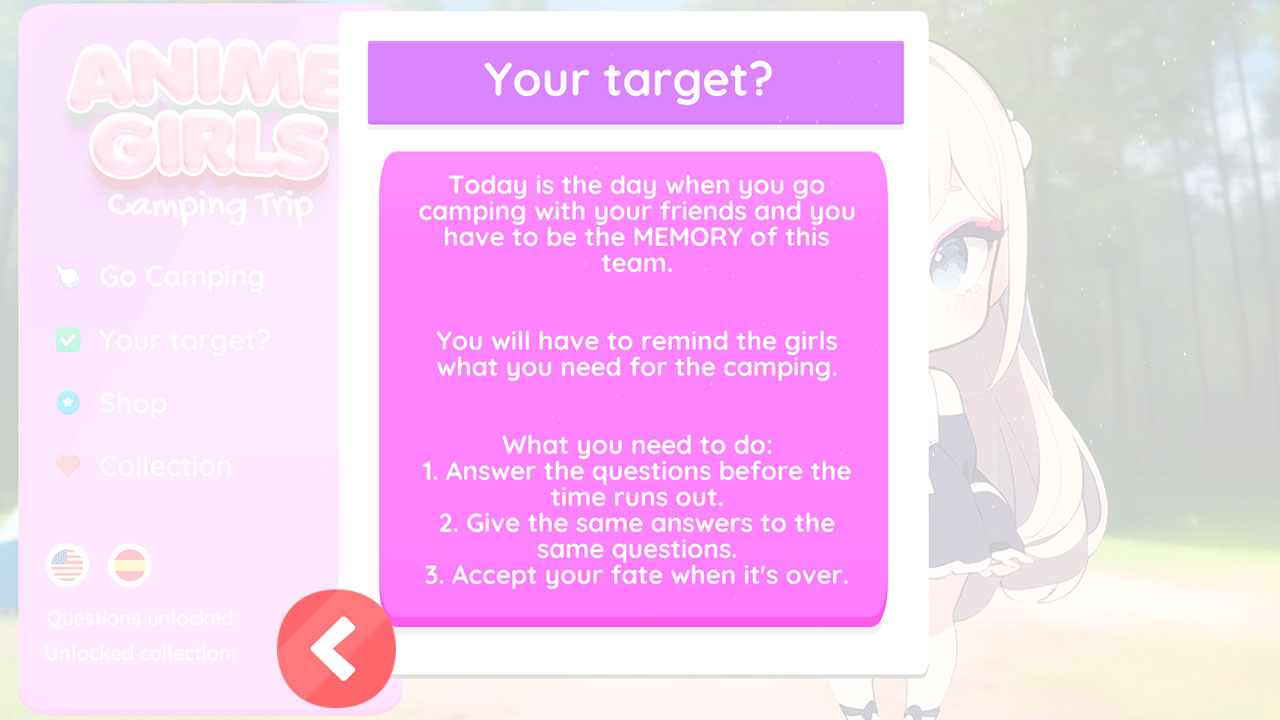 ANIME
GIRLS
Camping Trip
Go Camping
Your target?
Shop
Collection
Questions unlocked:
Unlocked collection:
Your target?
Today is the day when you go
camping with your friends and you
have to be the MEMORY of this
team.
You will have to remind the girls
what you need for the camping.
What you need to do:
1. Answer the questions before the
time runs out.
2. Give the same answers to the
same questions.
3. Accept your fate when it's over.